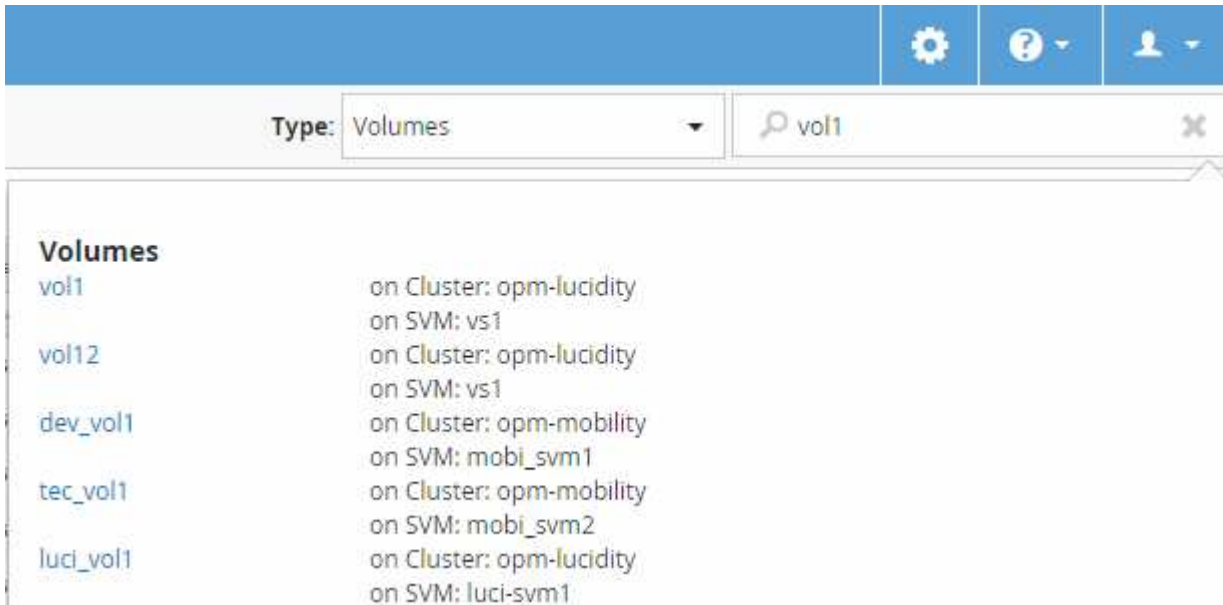 Type: Volumes vol1
Volumes
vol1 on Cluster: opm-lucidity
on SVM: vs1
vol12 on Cluster: opm-lucidity
on SVM: vs1
dev_vol1 on Cluster: opm-mobility
on SVM: mobi_svm1
tec_vol1 on Cluster: opm-mobility
on SVM: mobi_svm2
luci_vol1 on Cluster: opm-lucidity
on SVM: luci-svm1